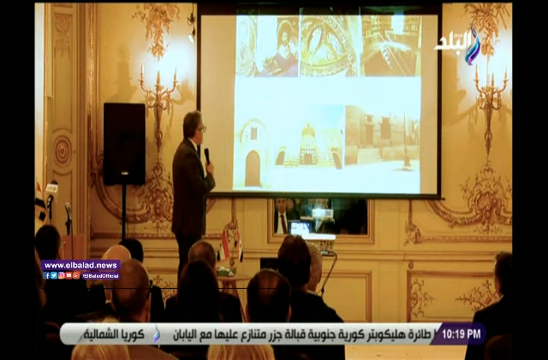 البلد
www.elbalad.news
/ElBaladOfficial
10:19 PM
طائرة هليكوبتر كورية جنوبية قبالة جزر متنازع عليها مع اليابان
كوريا الشمالية